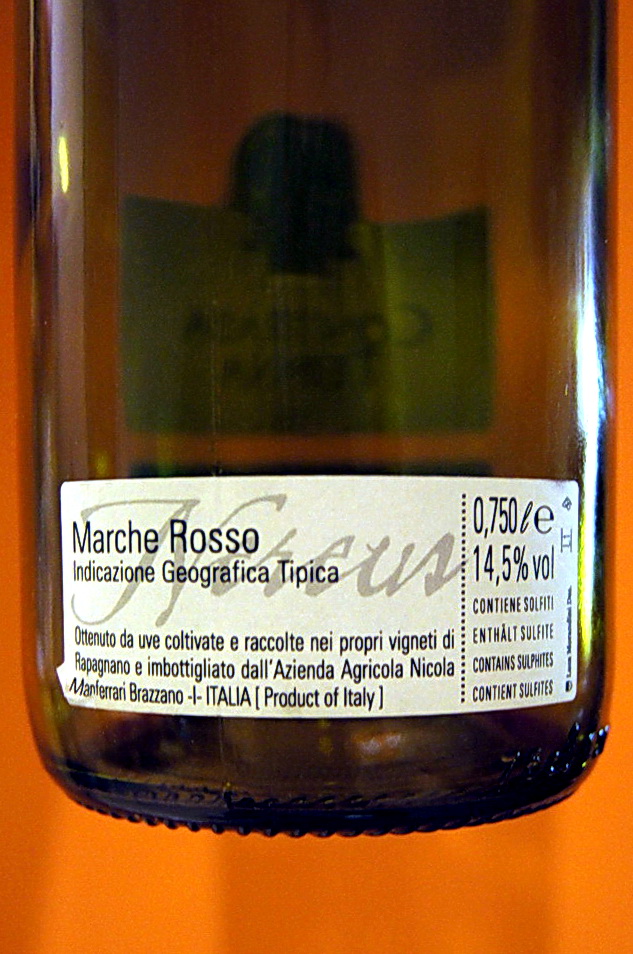 Marche Rosso
Indicazione Geografica Tipica
Ottenuto da uve coltivate e raccolte nei propri vigneti di
Rapagnano e imbottigliato dall'Azienda Agricola Nicola
Manferrari Brazzano -I- ITALIA [ Product of Italy ]
0,750 l e
14,5% vol
CONTIENE SOLFITI
ENTHÄLT SULFITE
CONTAINS SULPHITES
CONTIENT SULFITES